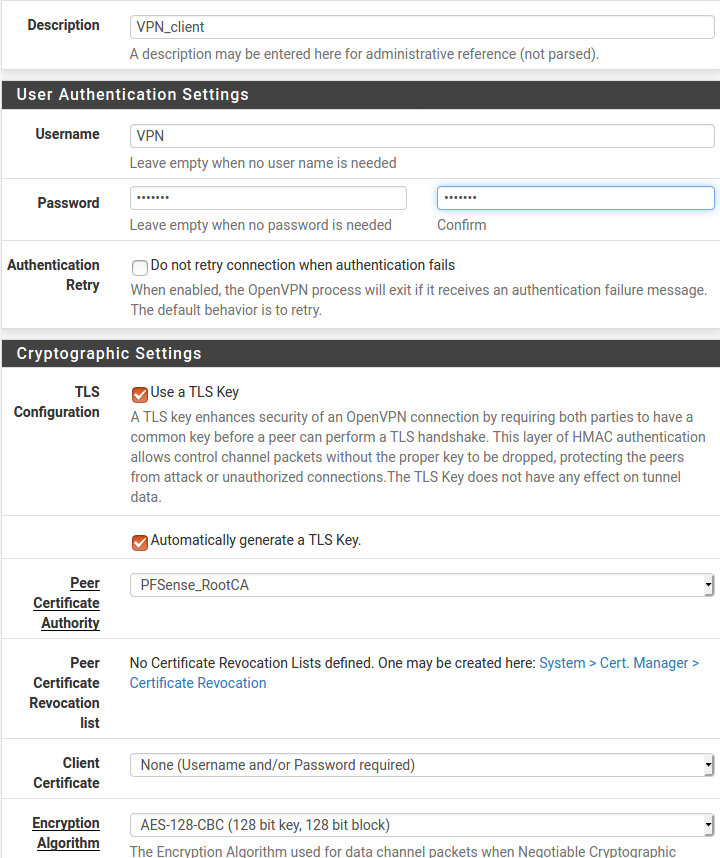 Description
VPN_client
A description may be entered here for administrative reference (not parsed).
User Authentication Settings
Username
VPN
Leave empty when no user name is needed
Password
•••••••
•••••••
Leave empty when no password is needed
Confirm
Authentication
Retry
Do not retry connection when authentication fails
When enabled, the OpenVPN process will exit if it receives an authentication failure message.
The default behavior is to retry.
Cryptographic Settings
TLS
Configuration
Use a TLS Key
A TLS key enhances security of an OpenVPN connection by requiring both parties to have a
common key before a peer can perform a TLS handshake. This layer of HMAC authentication
allows control channel packets without the proper key to be dropped, protecting the peers
from attack or unauthorized connections.The TLS Key does not have any effect on tunnel
data.
Automatically generate a TLS Key.
Peer
Certificate
Authority
PFSense_RootCA
Peer
Certificate
Revocation
list
No Certificate Revocation Lists defined. One may be created here: System > Cert. Manager >
Certificate Revocation
Client
Certificate
None (Username and/or Password required)
Encryption
Algorithm
AES-128-CBC (128 bit key, 128 bit block)
The Encryption Algorithm used for data channel packets when Negotiable Cryptographic